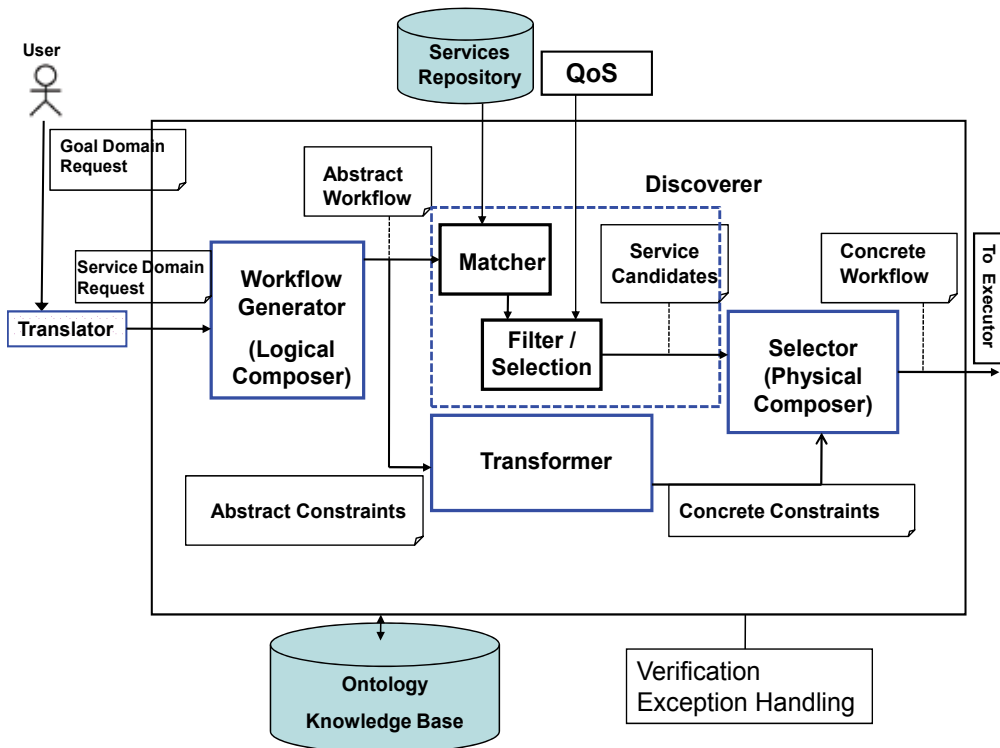 User
Services
Repository
QoS
Goal Domain
Request
Abstract
Workflow
Discoverer
Service Domain
Request
Workflow
Generator
(Logical
Composer)
Matcher
Service
Candidates
Concrete
Workflow
To Executor
Translator
Filter /
Selection
Selector
(Physical
Composer)
Transformer
Abstract Constraints
Concrete Constraints
Ontology
Knowledge Base
Verification
Exception Handling